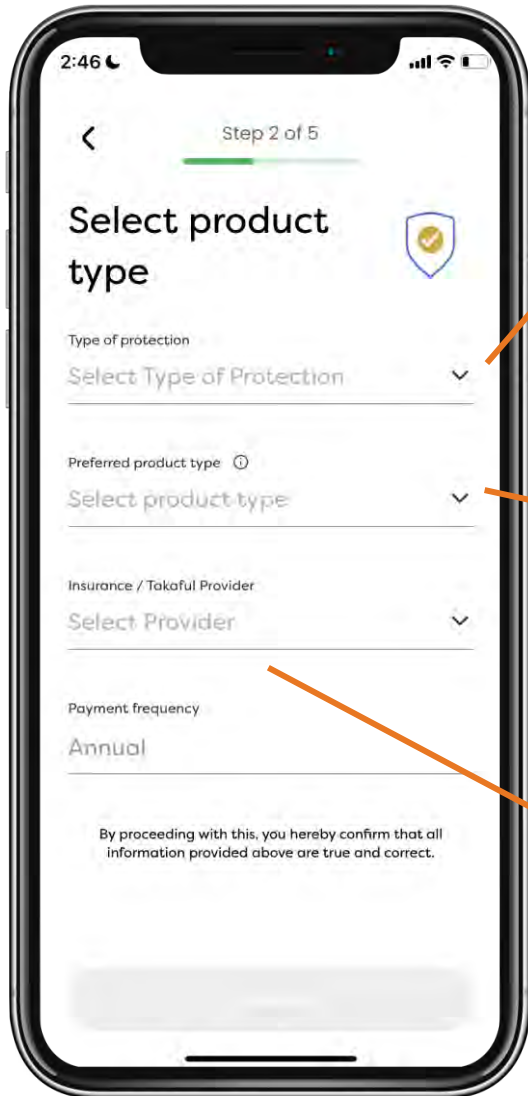 2:46
Step 2 of 5
Select product
type
Type of protection
Select Type of Protection
Preferred product type
Select product type
Insurance / Takaful Provider
Select Provider
Payment frequency
Annual
By proceeding with this, you hereby confirm that all
information provided above are true and correct.